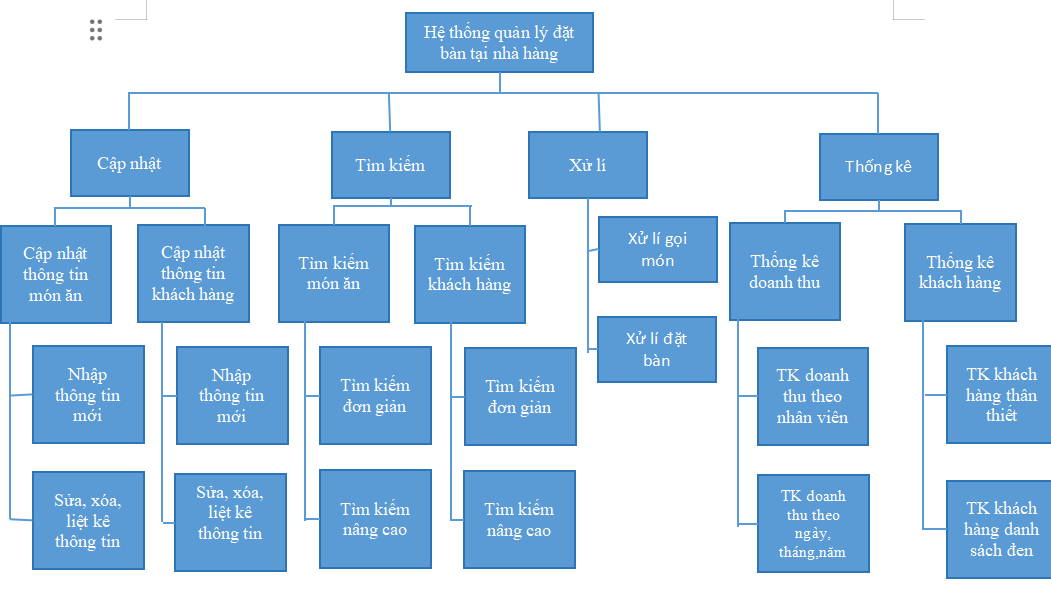 Hệ thống quản lý đặt
bàn tại nhà hàng
Cập nhật
Tìm kiếm
Xử lí
Thống kê
Cập nhật
thông tin
món ăn
Cập nhật
thông tin
khách hàng
Tìm kiếm
món ăn
Tìm kiếm
khách hàng
Xử lí gọi
món
Xử lí đặt
bàn
Thống kê
doanh thu
Thống kê
khách hàng
Nhập
thông tin
mới
Nhập
thông tin
mới
Tìm kiếm
đơn giản
Tìm kiếm
đơn giản
TK doanh
thu theo
nhân viên
TK khách
hàng thân
thiết
Sửa, xóa,
liệt kê
thông tin
Sửa, xóa,
liệt kê
thông tin
Tìm kiếm
nâng cao
Tìm kiếm
nâng cao
TK doanh
thu theo
ngày,
tháng,năm
TK khách
hàng danh
sách đen